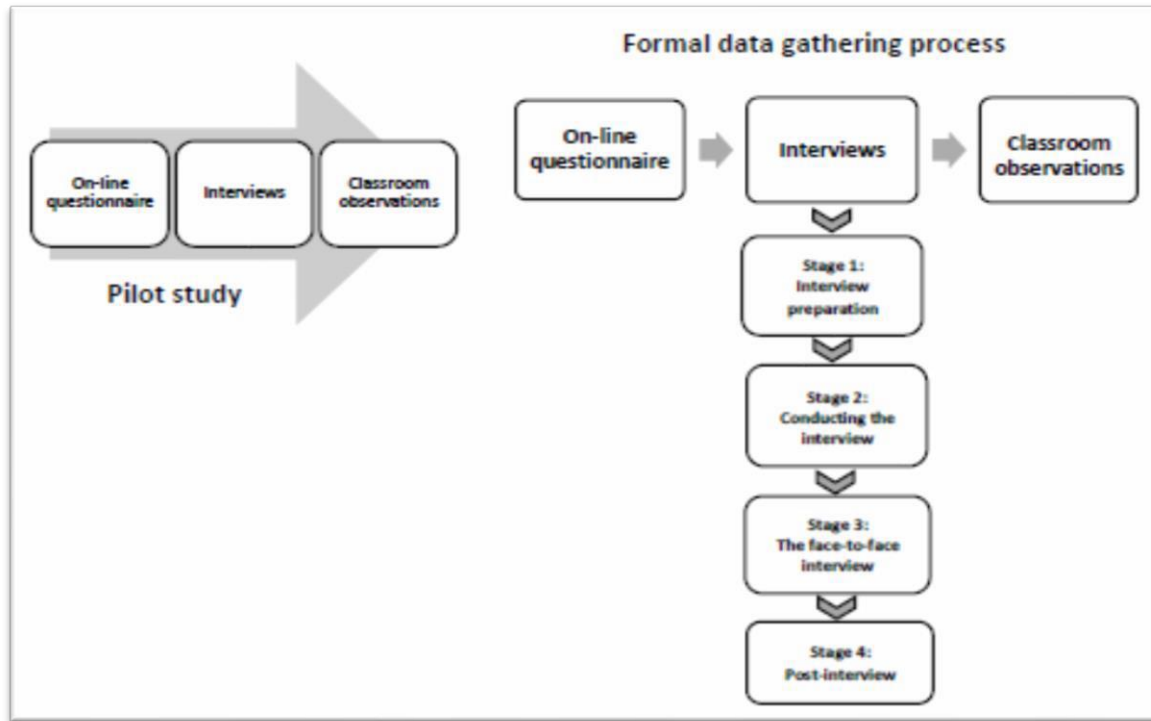 Formal data gathering process
On-line
questionnaire
Interviews
Classroom
observations
On-line
questionnaire
Interviews
Classroom
observations
Pilot study
Stage 1:
Interview
preparation
Stage 2:
Conducting the
interview
Stage 3:
The face-to-face
interview
Stage 4:
Post-interview